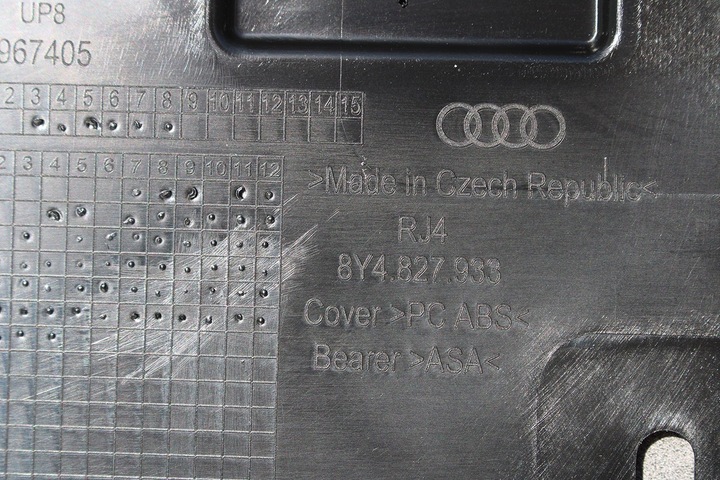 UP8
967405
2 3 4 5 6 7 8 9 10 11 12 13 14 15
2 3 4 5 6 7 8 9 10 11 12
>Made in Czech Republic<
RJ4
8Y4.827.933
Cover >PC ABS<
Bearer >ASA<